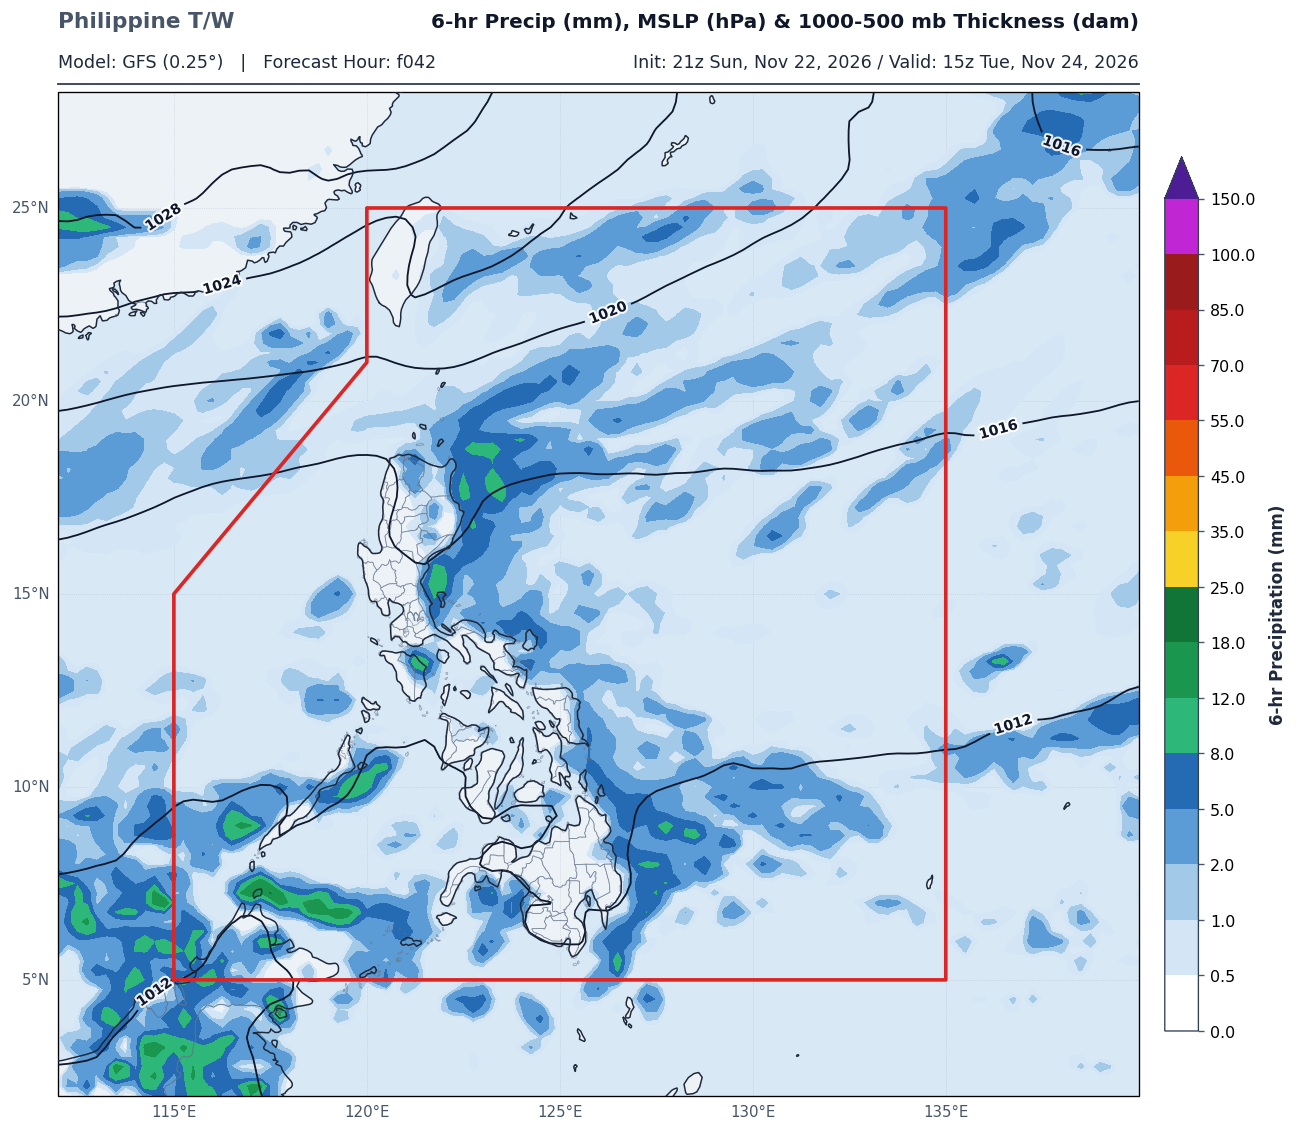 Philippine T/W
6-hr Precip (mm), MSLP (hPa) & 1000-500 mb Thickness (dam)
Model: GFS (0.25°) | Forecast Hour: f042
Init: 21z Sun, Nov 22, 2026 / Valid: 15z Tue, Nov 24, 2026
1016
1028
1024
1020
1016
1012
1012
25°N
20°N
15°N
10°N
5°N
115°E
120°E
125°E
130°E
135°E
150.0
100.0
85.0
70.0
55.0
45.0
35.0
25.0
18.0
12.0
8.0
5.0
2.0
1.0
0.5
0.0
6-hr Precipitation (mm)